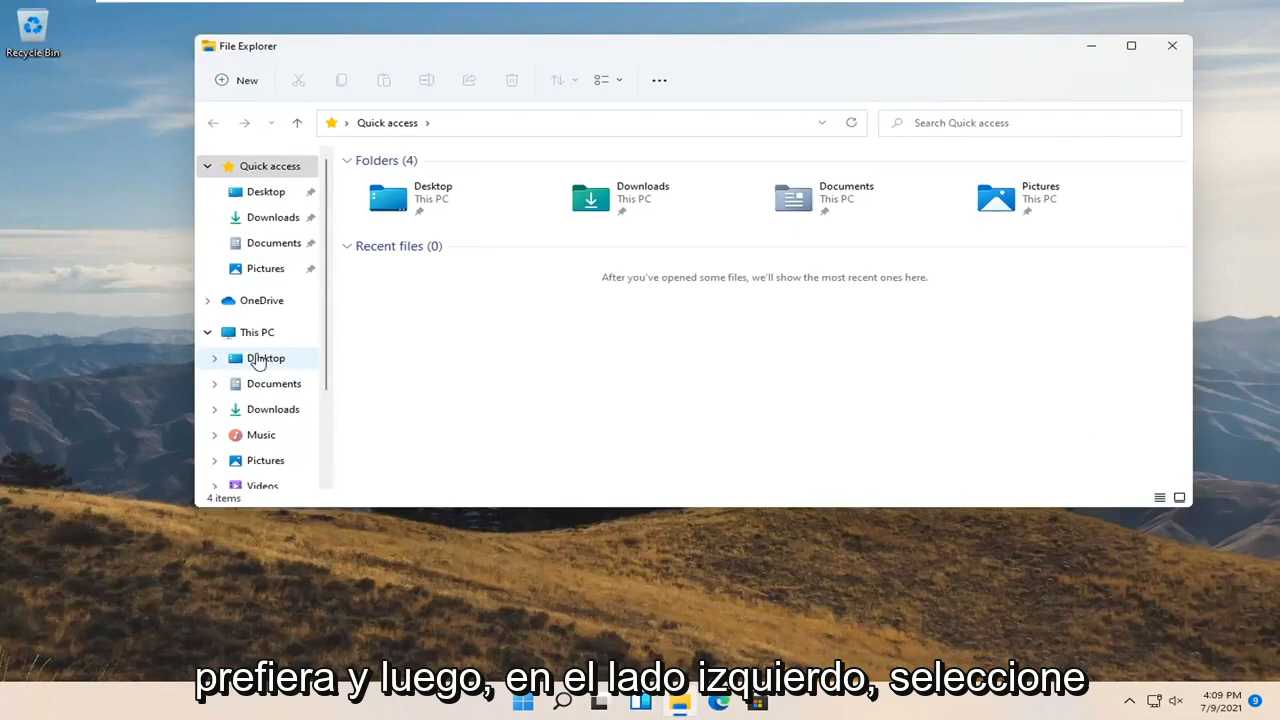 Recycle Bin
File Explorer
New
Quick access
Search Quick access
Quick access
Desktop
Downloads
Documents
Pictures
OneDrive
This PC
Desktop
Documents
Downloads
Music
Pictures
Videos
Folders (4)
Desktop
This PC
Downloads
This PC
Documents
This PC
Pictures
This PC
Recent files (0)
After you've opened some files, we'll show the most recent ones here.
4 items
prefiera y luego, en el lado izquierdo, seleccione
4:09 PM
7/9/2021
9